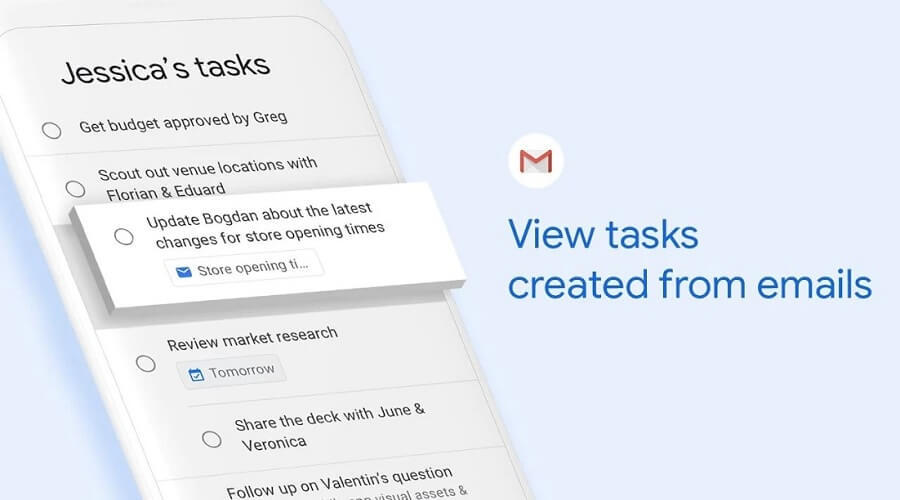 Jessica's tasks
Get budget approved by Greg
Scout out venue locations with
Florian & Eduard
Update Bogdan about the latest
changes for store opening times
Store opening ti...
Review market research
Tomorrow
Share the deck with June &
Veronica
Follow up on Valentin's question
visual assets &
View tasks
created from emails